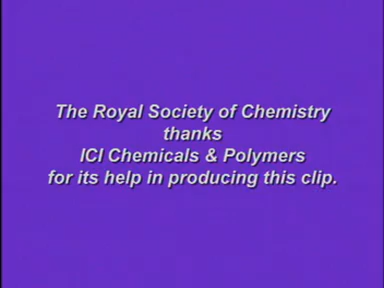 The Royal Society of Chemistry
thanks
ICI Chemicals & Polymers
for its help in producing this clip.